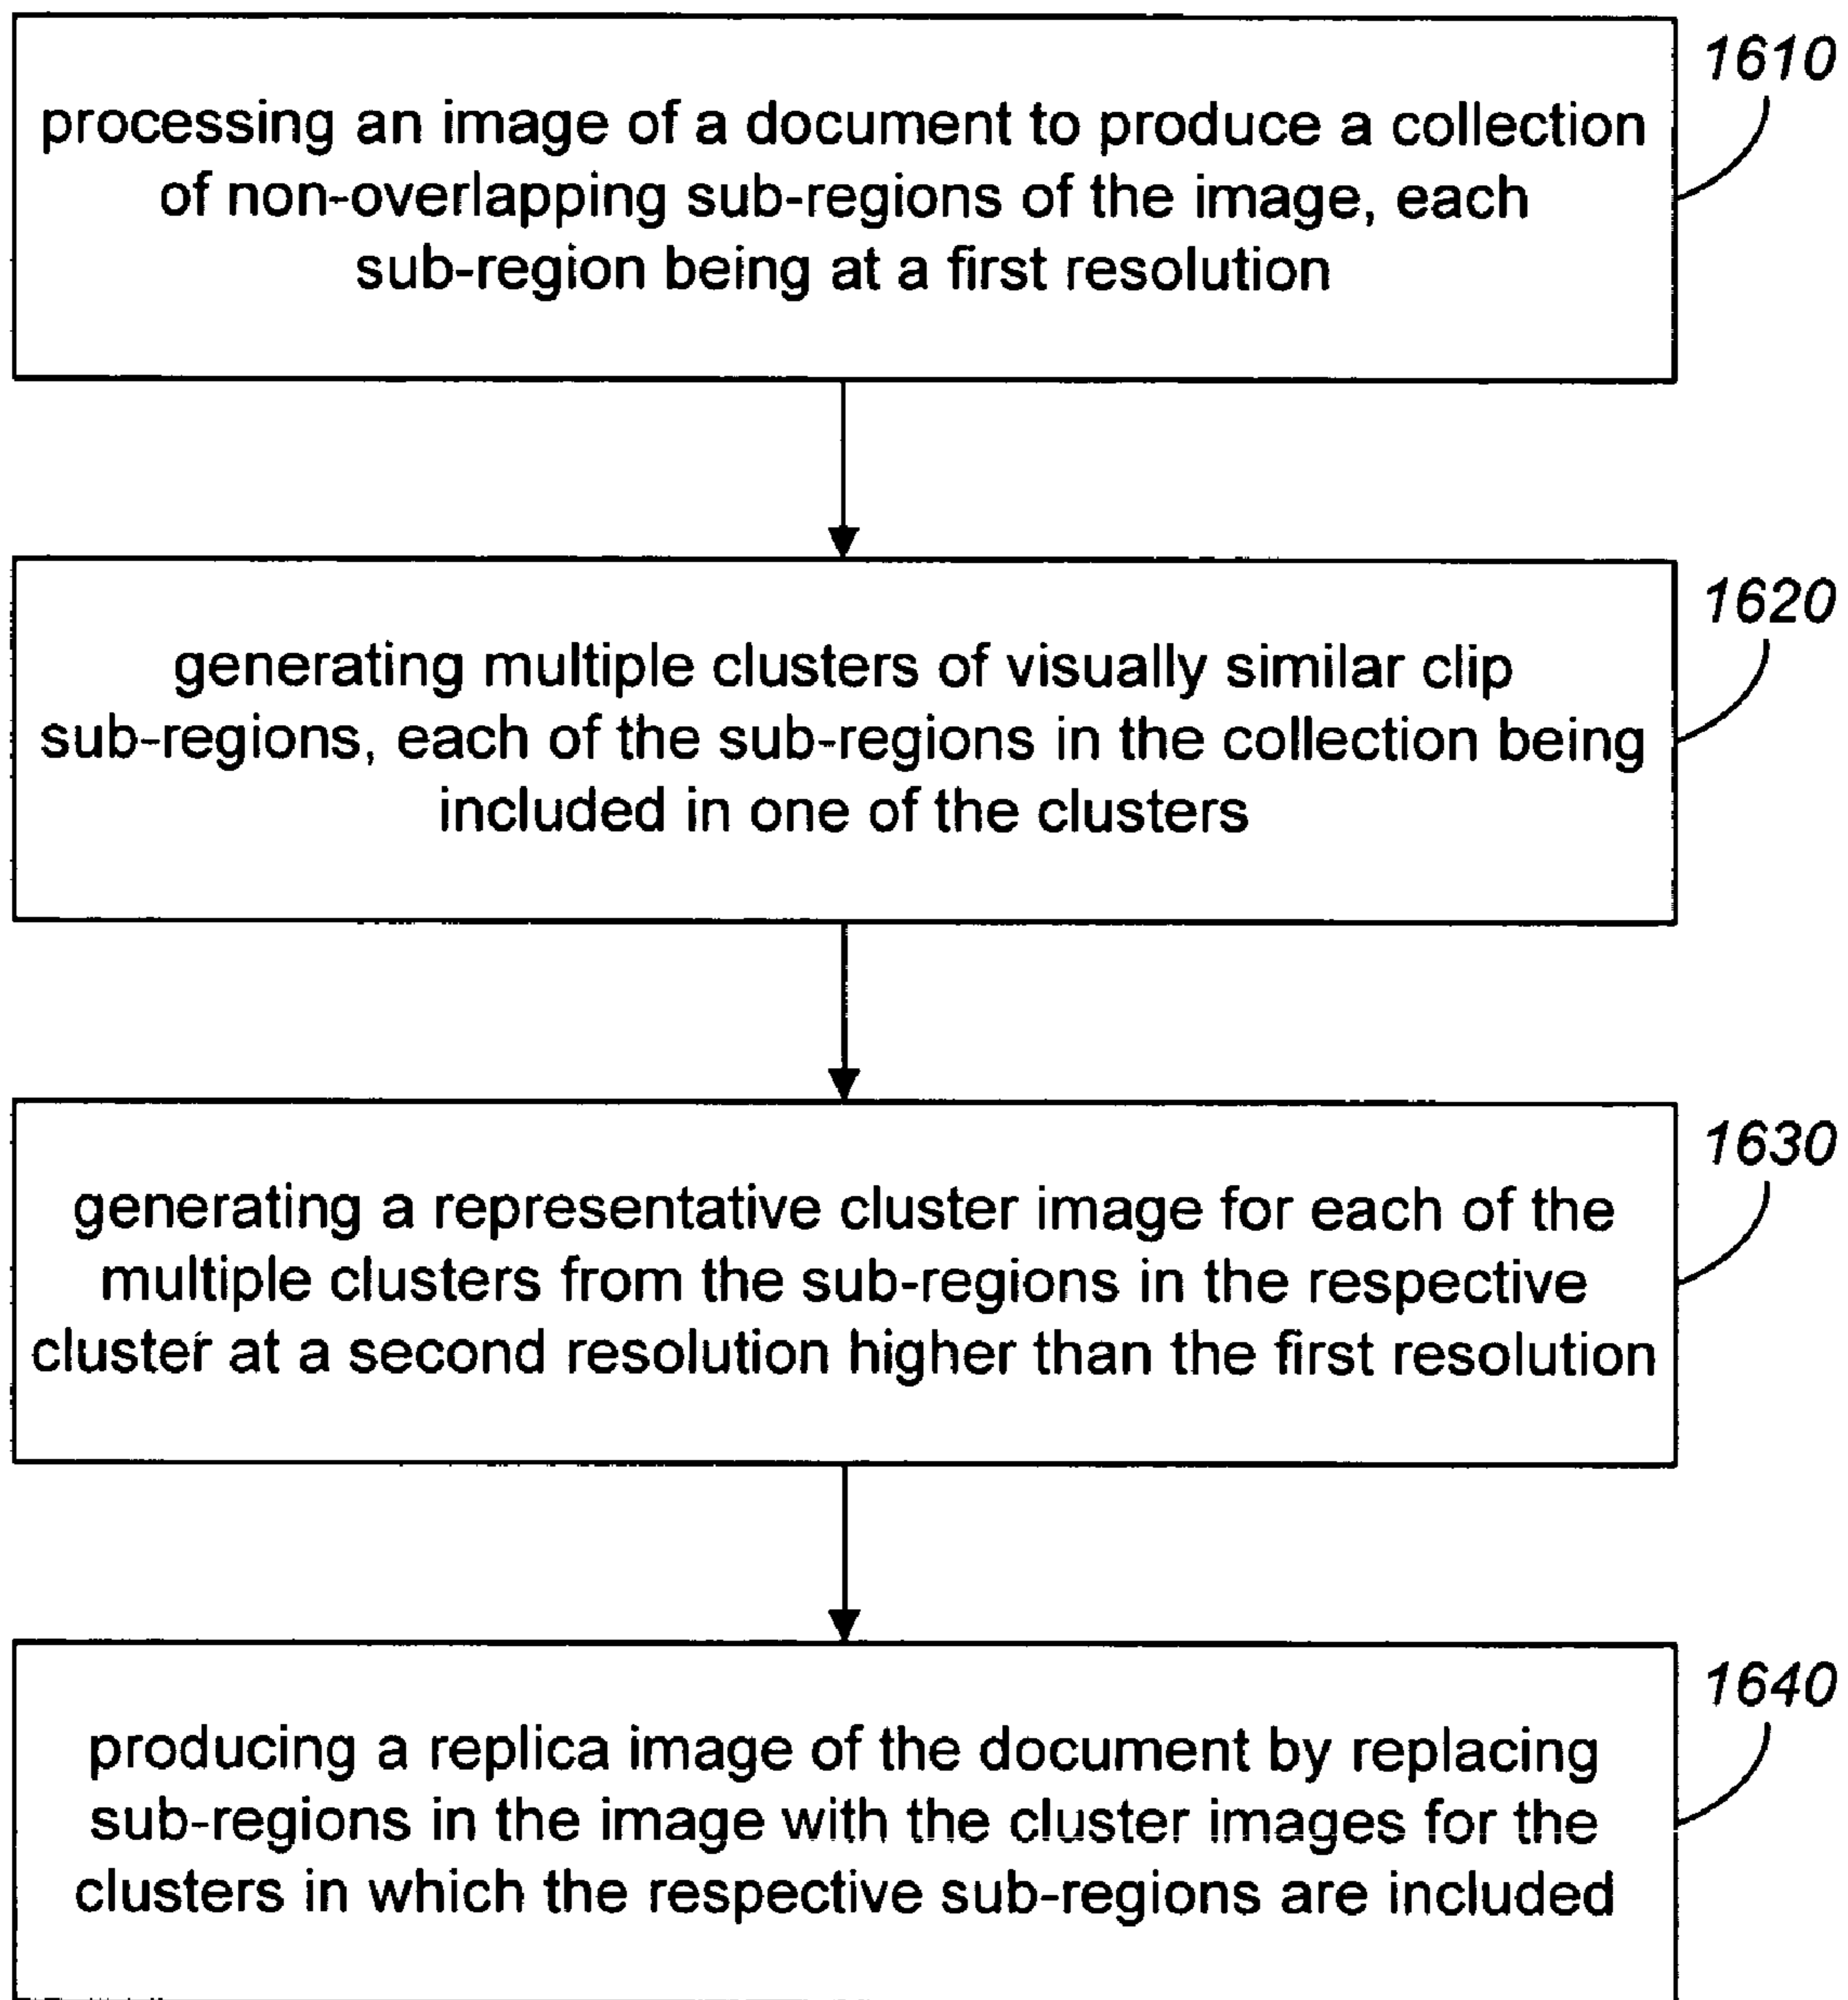 1610
processing an image of a document to produce a collection
of non-overlapping sub-regions of the image, each
sub-region being at a first resolution
1620
generating multiple clusters of visually similar clip
sub-regions, each of the sub-regions in the collection being
included in one of the clusters
1630
generating a representative cluster image for each of the
multiple clusters from the sub-regions in the respective
cluster at a second resolution higher than the first resolution
1640
producing a replica image of the document by replacing
sub-regions in the image with the cluster images for the
clusters in which the respective sub-regions are included